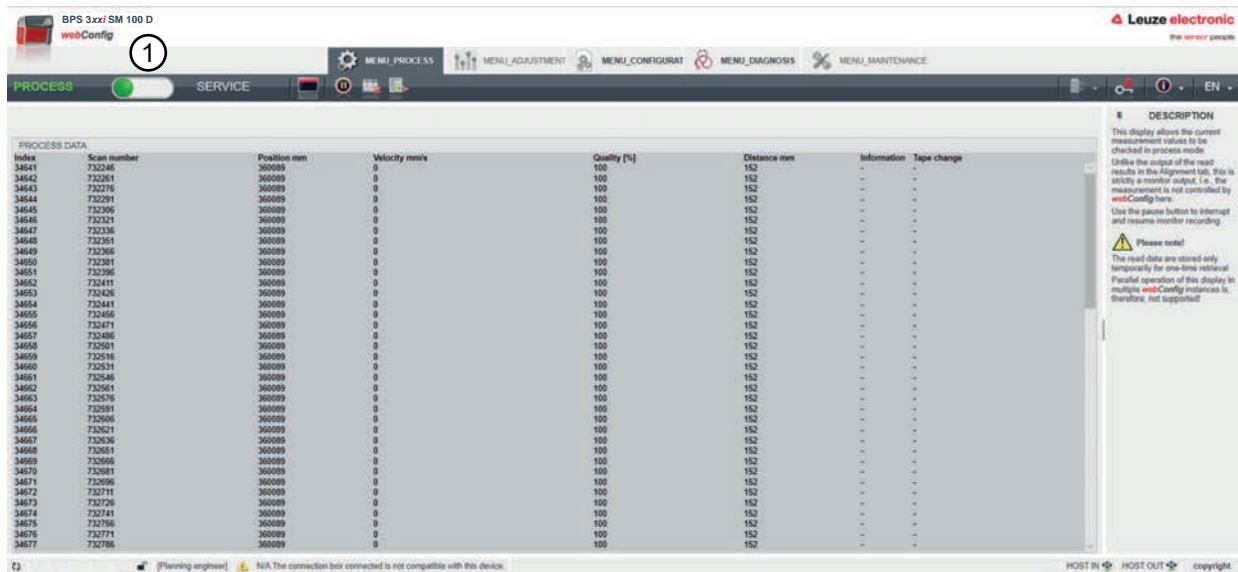 BPS 3xxi SM 100 D
webConfig
1
Leuze electronic
the sensor people
MENU_PROCESS MENU_ADJUSTMENT MENU_CONFIGURAT MENU_DIAGNOSIS MENU_MAINTENANCE
PROCESS SERVICE EN
PROCESS DATA
Index Scan number Position mm Velocity mm/s Quality [%] Distance mm Information Tape change
34641 732246 360089 0 100 152 - -
34642 732261 360089 0 100 152 - -
34643 732276 360089 0 100 152 - -
34644 732291 360089 0 100 152 - -
34645 732306 360089 0 100 152 - -
34646 732321 360089 0 100 152 - -
34647 732336 360089 0 100 152 - -
34648 732351 360089 0 100 152 - -
34649 732366 360089 0 100 152 - -
34650 732381 360089 0 100 152 - -
34651 732396 360089 0 100 152 - -
34652 732411 360089 0 100 152 - -
34653 732426 360089 0 100 152 - -
34654 732441 360089 0 100 152 - -
34655 732456 360089 0 100 152 - -
34656 732471 360089 0 100 152 - -
34657 732486 360089 0 100 152 - -
34658 732501 360089 0 100 152 - -
34659 732516 360089 0 100 152 - -
34660 732531 360089 0 100 152 - -
34661 732546 360089 0 100 152 - -
34662 732561 360089 0 100 152 - -
34663 732576 360089 0 100 152 - -
34664 732591 360089 0 100 152 - -
34665 732606 360089 0 100 152 - -
34666 732621 360089 0 100 152 - -
34667 732636 360089 0 100 152 - -
34668 732651 360089 0 100 152 - -
34669 732666 360089 0 100 152 - -
34670 732681 360089 0 100 152 - -
34671 732696 360089 0 100 152 - -
34672 732711 360089 0 100 152 - -
34673 732726 360089 0 100 152 - -
34674 732741 360089 0 100 152 - -
34675 732756 360089 0 100 152 - -
34676 732771 360089 0 100 152 - -
34677 732786 360089 0 100 152 - -
DESCRIPTION
This display allows the current
measurement values to be
checked in process mode
Unlike the output of the read
results in the Alignment tab, this is
strictly a monitor output, i.e., the
measurement is not controlled by
webConfig here.
Use the pause button to interrupt
and resume monitor recording.
Please note!
The read data are stored only
temporarily for one-time retrieval
Parallel operation of this display in
multiple webConfig instances is,
therefore, not supported!
[Planning engineer] N/A The connection box connected is not compatible with this device. HOST IN HOST OUT copyright